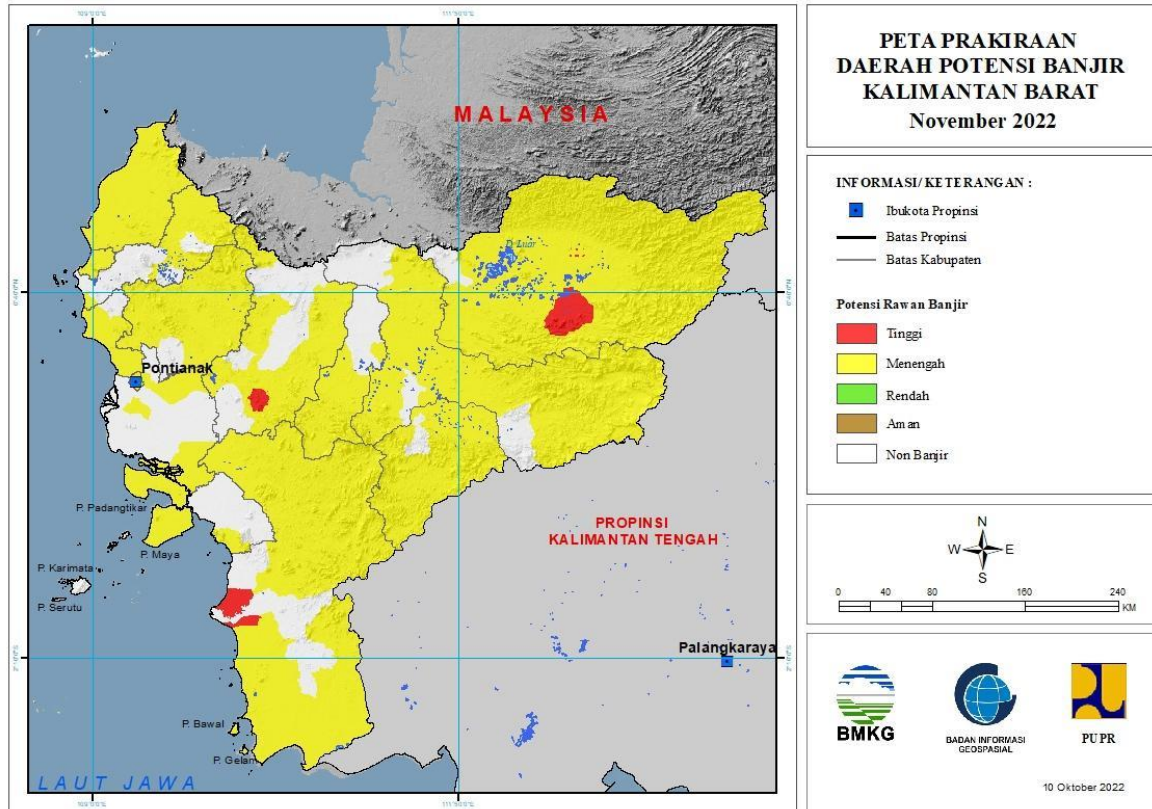 PETA PRAKIRAAN
DAERAH POTENSI BANJIR
KALIMANTAN BARAT
November 2022
INFORMASI/ KETERANGAN :
Ibukota Propinsi
Batas Propinsi
Batas Kabupaten
Potensi Rawan Banjir
Tinggi
Menengah
Rendah
Aman
Non Banjir
N
W E
S
0 40 80 160 240
KM
BMKG
BADAN INFORMASI
GEOSPASIAL
PUPR
10 Oktober 2022
MALAYSIA
D. Luar
Pontianak
P. Padangtikar
P. Maya
P. Karimata
P. Serutu
PROPINSI
KALIMANTAN TENGAH
Palangkaraya
P. Bawal
P. Gelam
LAUT JAWA